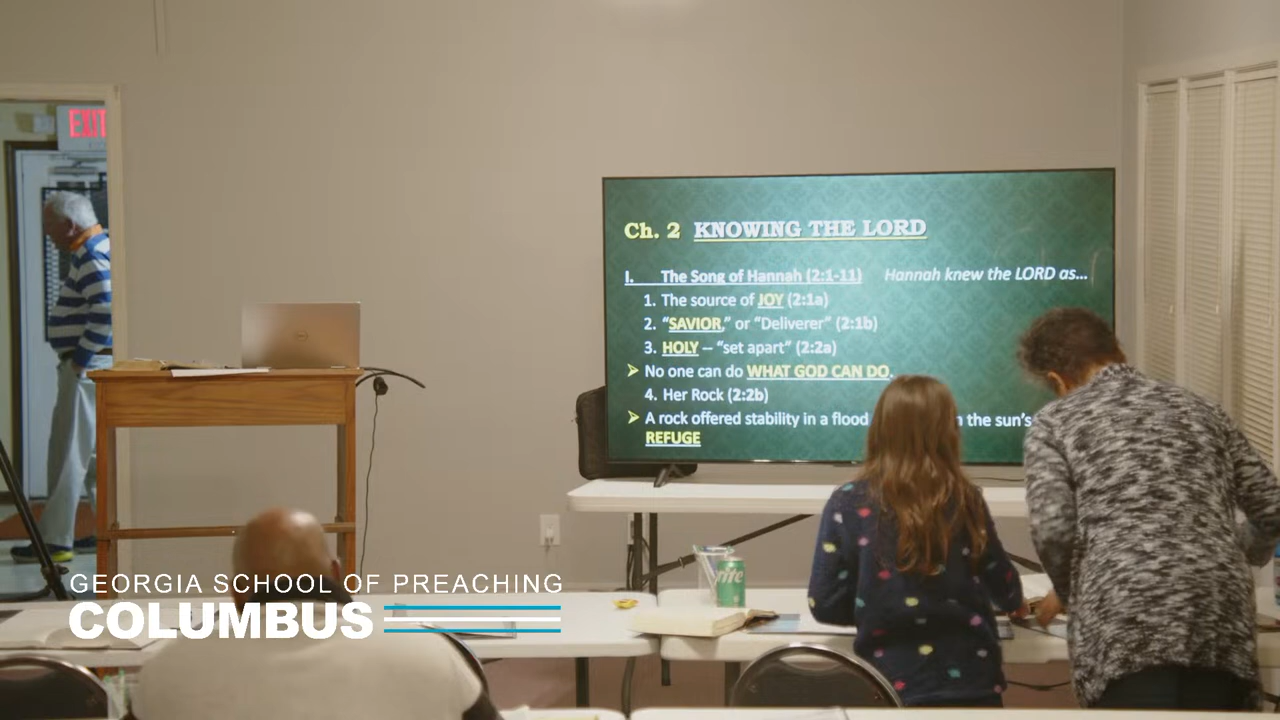 EXIT
Ch. 2 KNOWING THE LORD
I. The Song of Hannah (2:1-11) Hannah knew the LORD as...
1. The source of JOY (2:1a)
2. "SAVIOR," or "Deliverer" (2:1b)
3. HOLY – "set apart" (2:2a)
➢ No one can do WHAT GOD CAN DO.
4. Her Rock (2:2b)
➢ A rock offered stability in a flood the sun's
REFUGE
rite
GEORGIA SCHOOL OF PREACHING
COLUMBUS